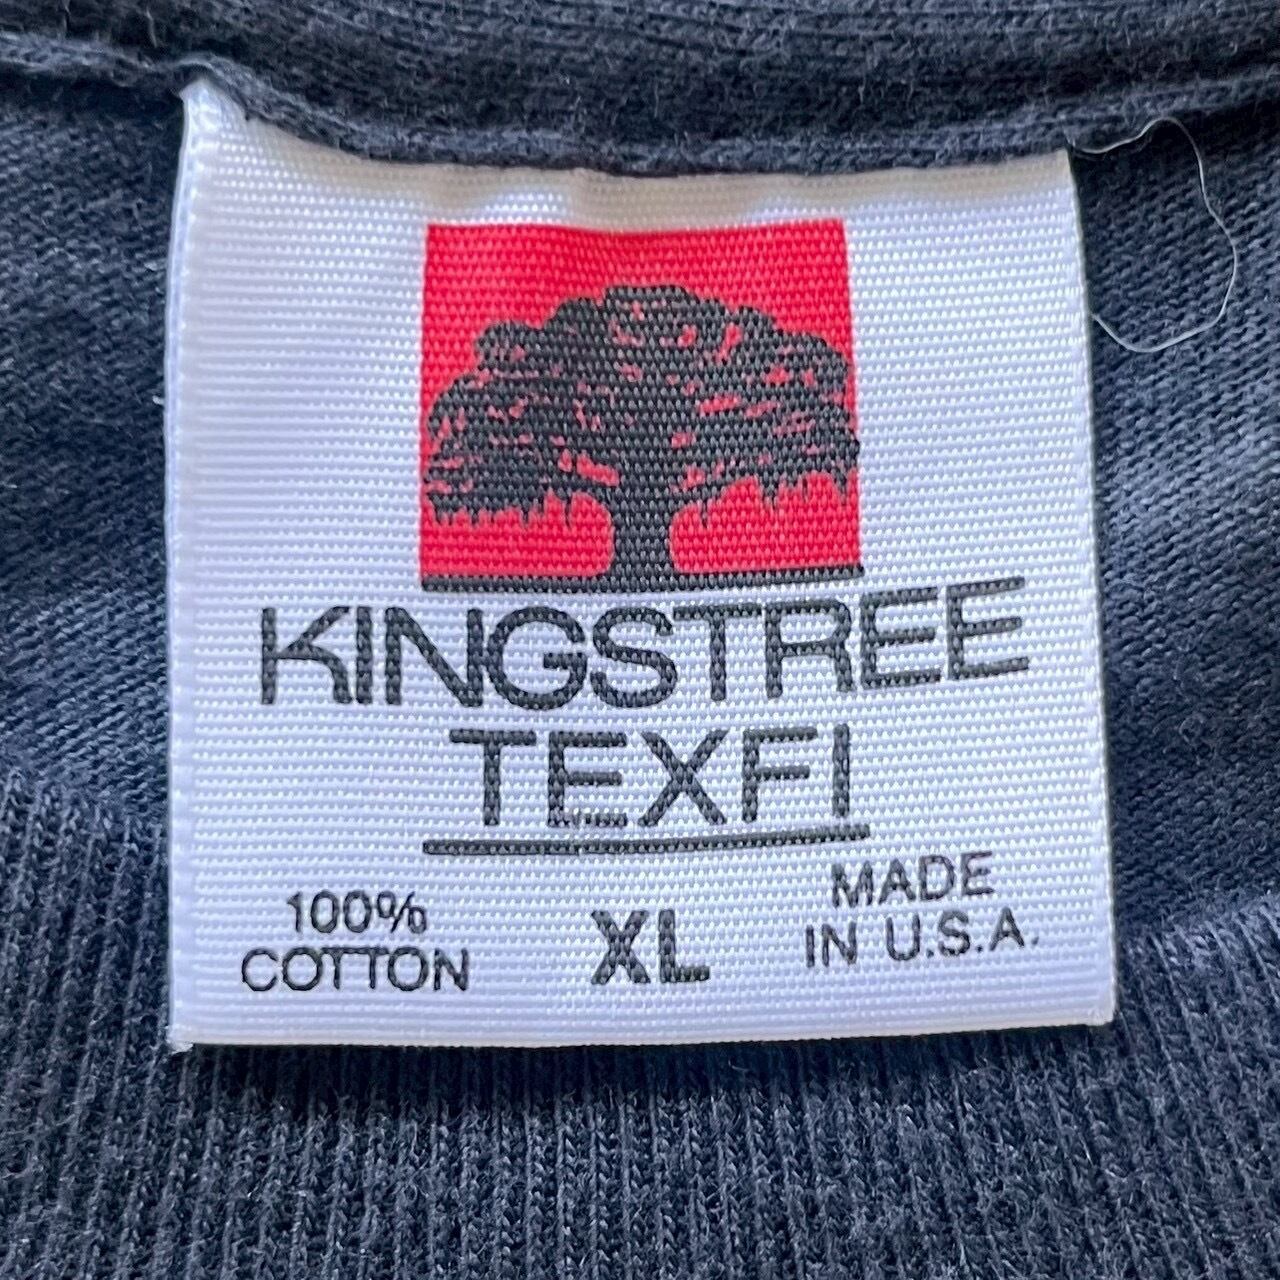 KINGSTREE
TEXFI
100%
COTTON
XL
MADE
IN U.S.A.